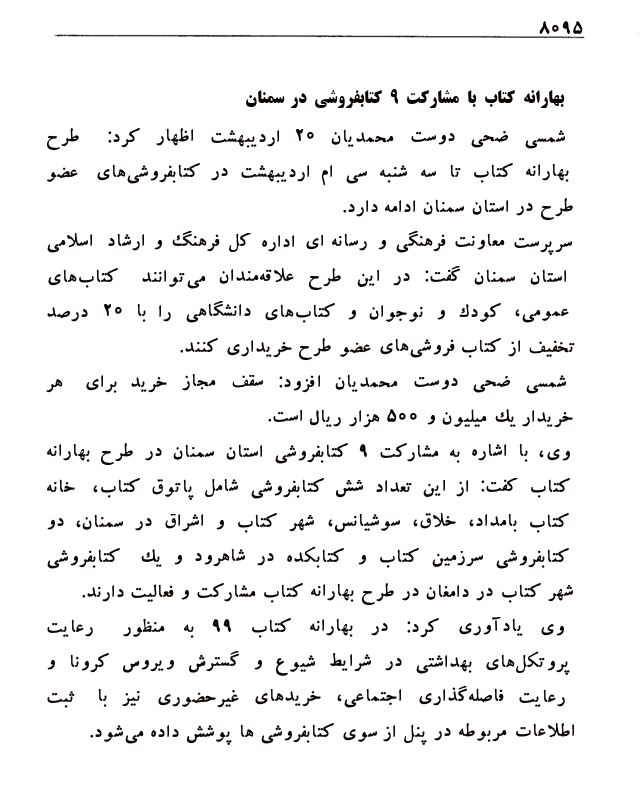 ۸۰۹۵
بهارانه کتاب با مشارکت ۹ کتابفروشی در سمنان
شمسی ضحی دوست محمدیان ۲۰ اردیبهشت اظهار کرد: طرح
بهارانه کتاب تا سه شنبه سی ام اردیبهشت در کتابفروشی‌های عضو
طرح در استان سمنان ادامه دارد.
سرپرست معاونت فرهنگی و رسانه ای اداره کل فرهنگ و ارشاد اسلامی
استان سمنان گفت: در این طرح علاقه‌مندان می‌توانند کتاب‌های
عمومی، کودك و نوجوان و کتاب‌های دانشگاهی را با ۲۰ درصد
تخفیف از کتاب فروشی‌های عضو طرح خریداری کنند.
شمسی ضحی دوست محمدیان افزود: سقف مجاز خرید برای هر
خریدار یك میلیون و ۵۰۰ هزار ریال است.
وی، با اشاره به مشارکت ۹ کتابفروشی استان سمنان در طرح بهارانه
کتاب گفت: از این تعداد شش کتابفروشی شامل پاتوق کتاب، خانه
کتاب بامداد، خلاق، سوشیانس، شهر کتاب و اشراق در سمنان، دو
کتابفروشی سرزمین کتاب و کتابکده در شاهرود و یك کتابفروشی
شهر کتاب در دامغان در طرح بهارانه کتاب مشارکت و فعالیت دارند.
وی یادآوری کرد: در بهارانه کتاب ۹۹ به منظور رعایت
پروتکل‌های بهداشتی در شرایط شیوع و گسترش ویروس کرونا و
رعایت فاصله‌گذاری اجتماعی، خریدهای غیرحضوری نیز با ثبت
اطلاعات مربوطه در پنل از سوی کتابفروشی ها پوشش داده می‌شود.